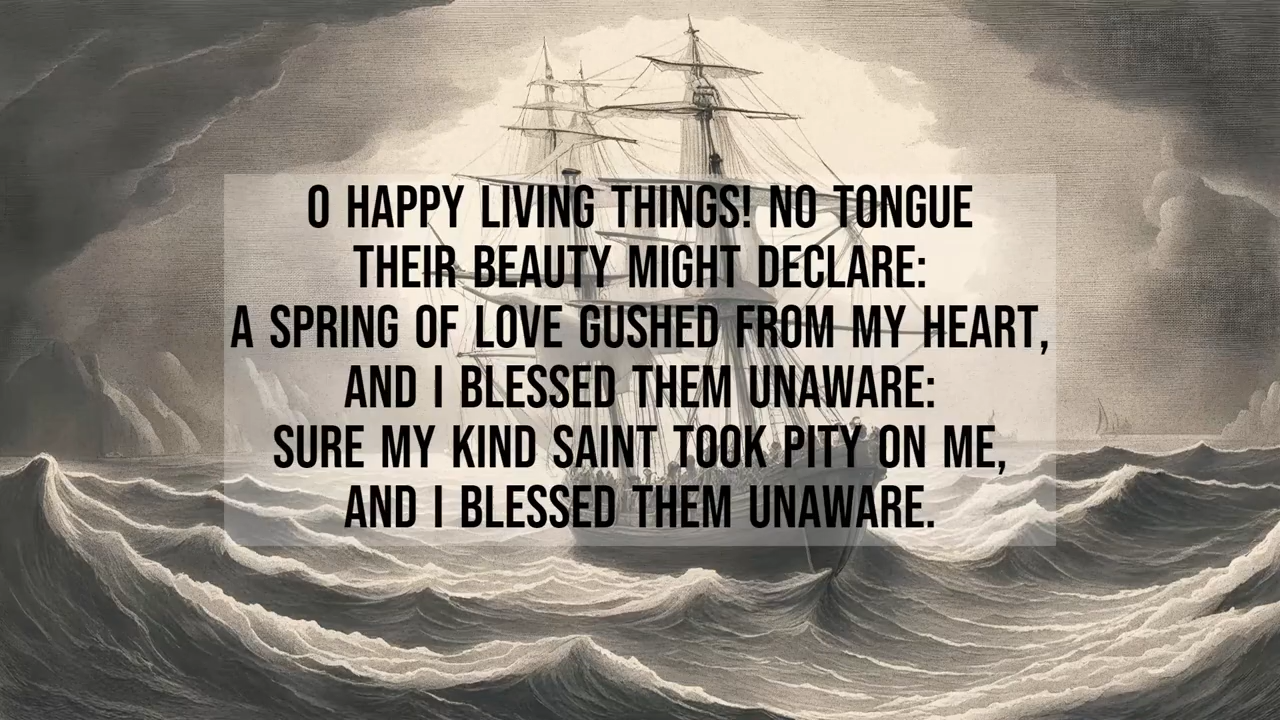 O HAPPY LIVING THINGS! NO TONGUE
THEIR BEAUTY MIGHT DECLARE:
A SPRING OF LOVE GUSHED FROM MY HEART,
AND I BLESSED THEM UNAWARE:
SURE MY KIND SAINT TOOK PITY ON ME,
AND I BLESSED THEM UNAWARE.